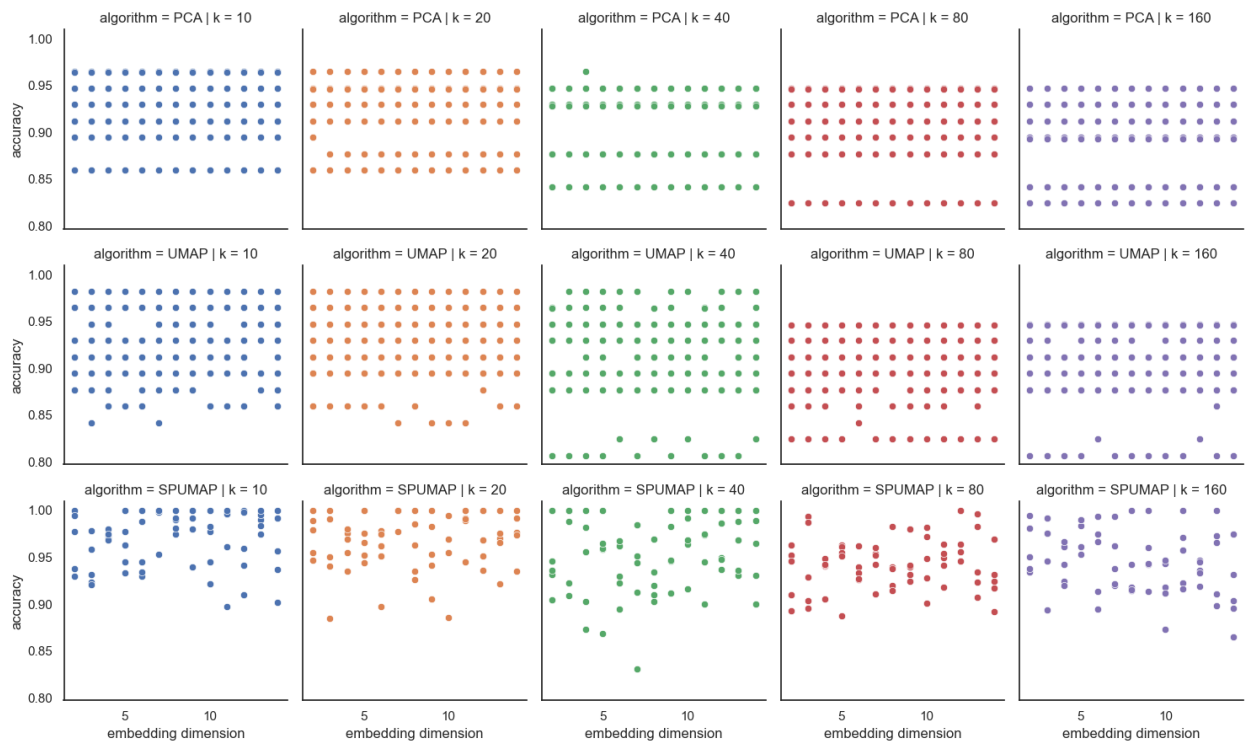 algorithm = PCA | k = 10
algorithm = PCA | k = 20
algorithm = PCA | k = 40
algorithm = PCA | k = 80
algorithm = PCA | k = 160
1.00
0.95
0.90
0.85
0.80
accuracy
algorithm = UMAP | k = 10
algorithm = UMAP | k = 20
algorithm = UMAP | k = 40
algorithm = UMAP | k = 80
algorithm = UMAP | k = 160
1.00
0.95
0.90
0.85
0.80
accuracy
algorithm = SPUMAP | k = 10
algorithm = SPUMAP | k = 20
algorithm = SPUMAP | k = 40
algorithm = SPUMAP | k = 80
algorithm = SPUMAP | k = 160
1.00
0.95
0.90
0.85
0.80
accuracy
5 10
5 10
5 10
5 10
5 10
embedding dimension
embedding dimension
embedding dimension
embedding dimension
embedding dimension